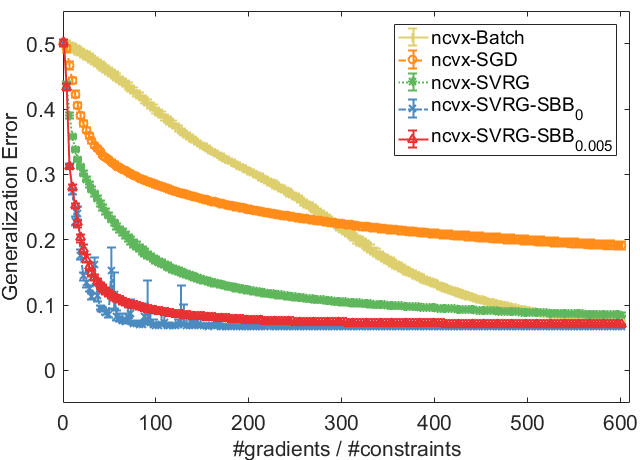 ncvx-Batch
ncvx-SGD
ncvx-SVRG
ncvx-SVRG-SBB0
ncvx-SVRG-SBB0.005
Generalization Error
0.5
0.4
0.3
0.2
0.1
0
0 100 200 300 400 500 600
#gradients / #constraints